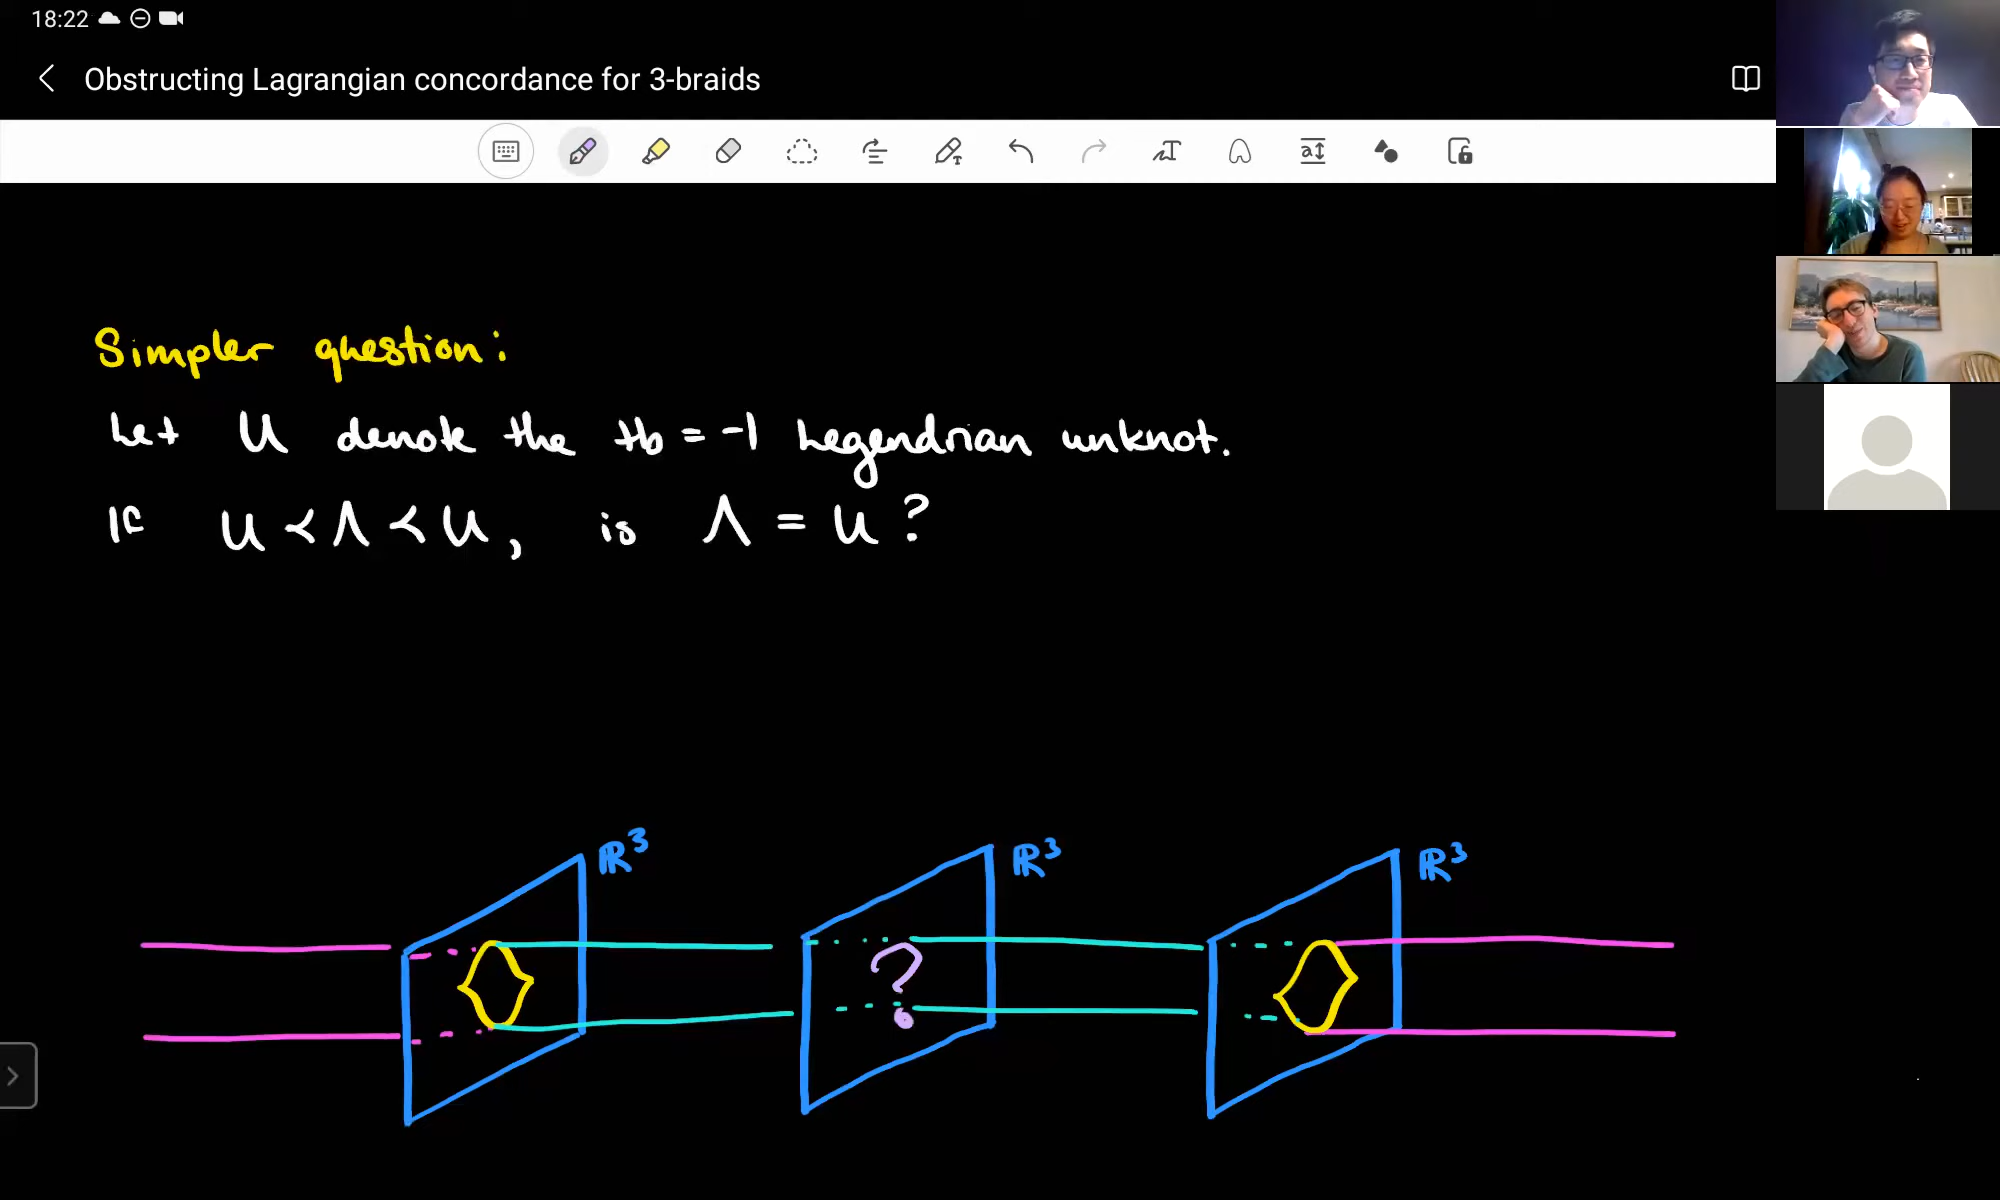 18:22
Obstructing Lagrangian concordance for 3-braids
Simpler question:
Let U denote the tb = -1 Legendrian unknot.
If U ≺ Λ ≺ U, is Λ = U?
ℝ³ ℝ³ ℝ³
?